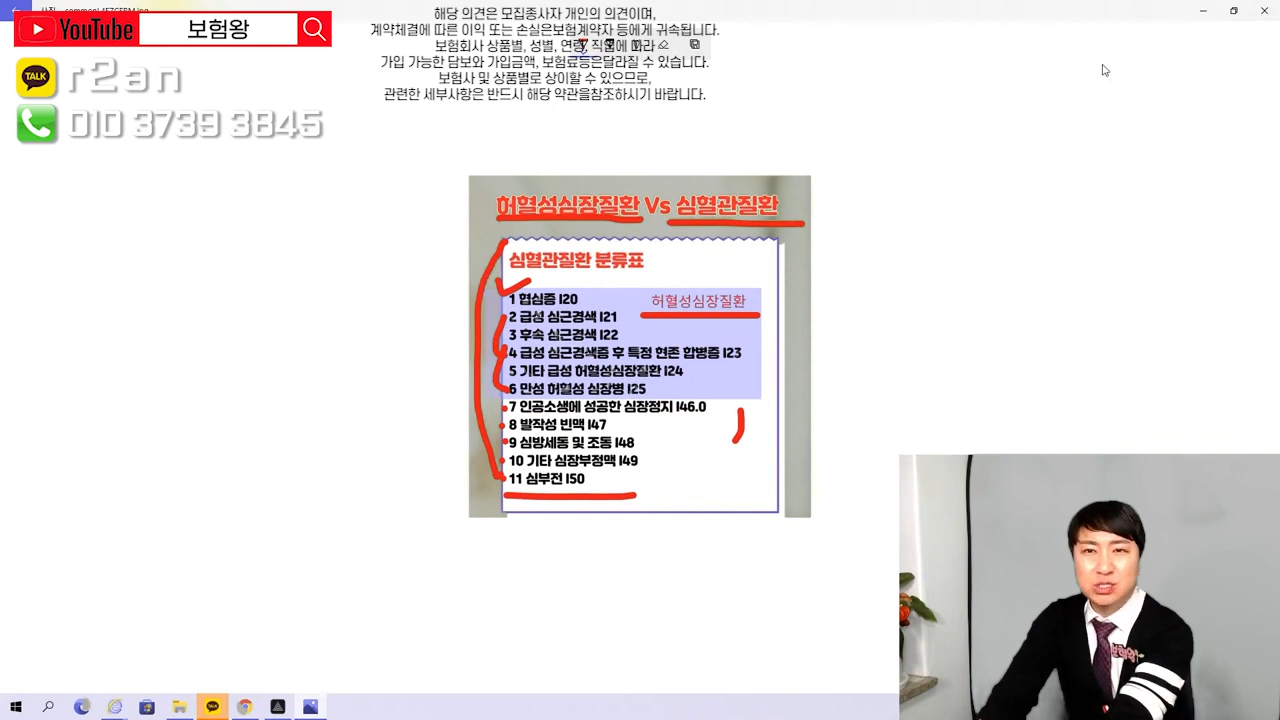 해당 의견은 모집종사자 개인의 의견이며,
계약체결에 따른 이익 또는 손실은보험계약자 등에게 귀속됩니다.
보험회사 상품별, 성별, 연령, 직업에 따라
가입 가능한 담보와 가입금액, 보험료등은달라질 수 있습니다.
보험사 및 상품별로 상이할 수 있으므로,
관련한 세부사항은 반드시 해당 약관을참조하시기 바랍니다.
YouTube 보험왕
TALK r2an
010 3739 3845
허혈성심장질환 Vs 심혈관질환
심혈관질환 분류표
1 협심증 I20
허혈성심장질환
2 급성 심근경색 I21
3 후속 심근경색 I22
4 급성 심근경색증 후 특정 현존 합병증 I23
5 기타 급성 허혈성심장질환 I24
6 만성 허혈성 심장병 I25
7 인공소생에 성공한 심장정지 I46.0
8 발작성 빈맥 I47
9 심방세동 및 조동 I48
10 기타 심장부정맥 I49
11 심부전 I50